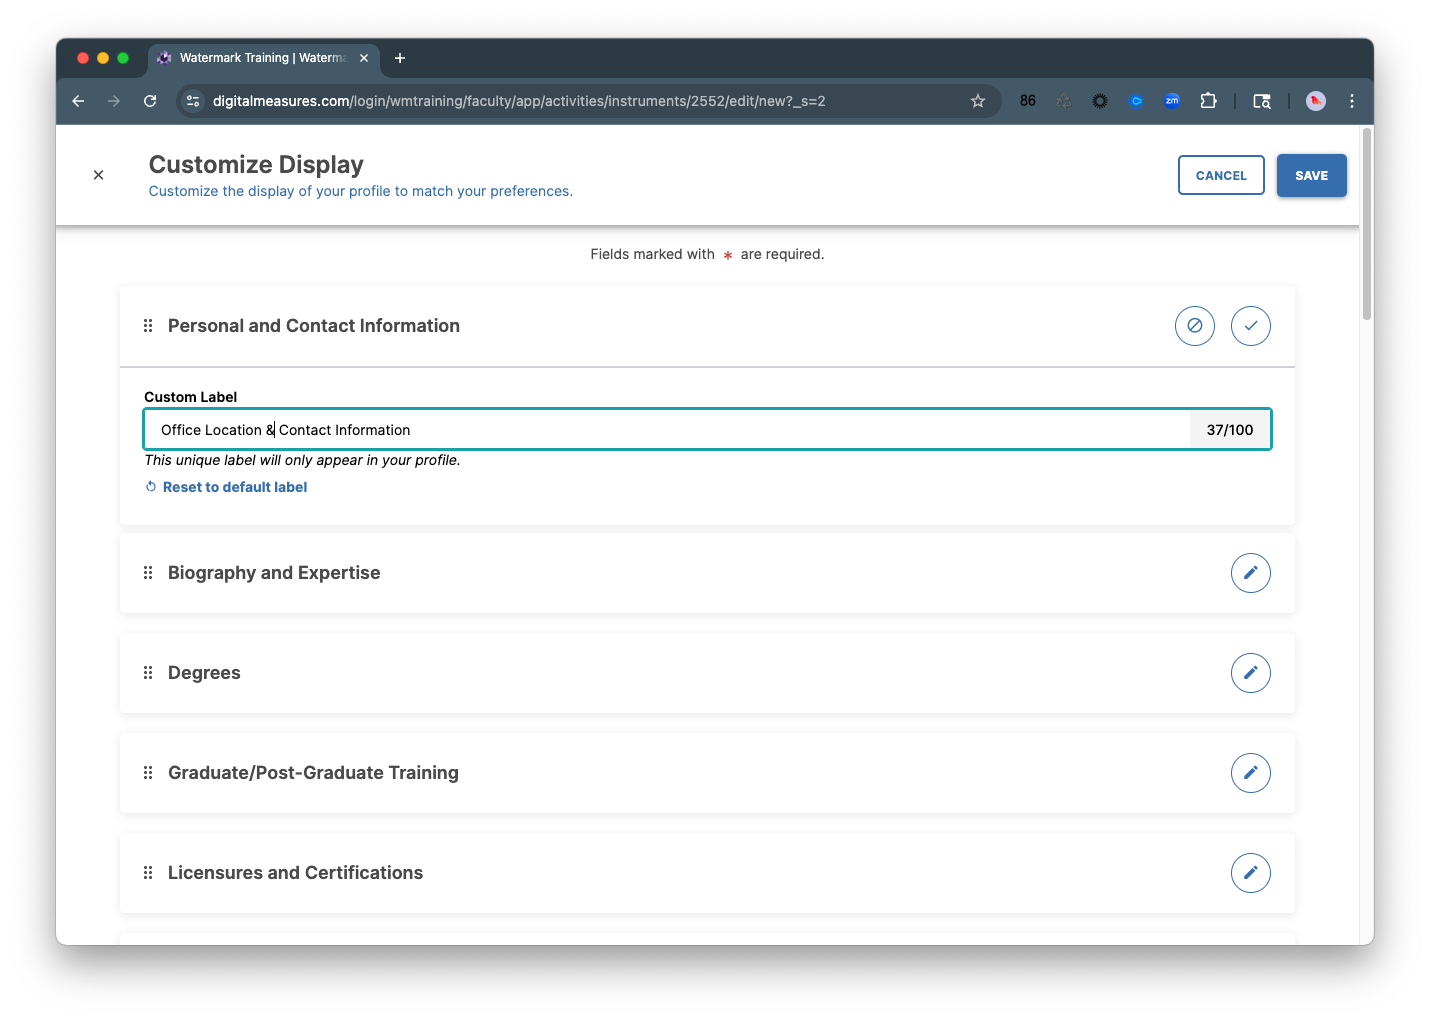 Watermark Training | Waterma
digitalmeasures.com/login/wmtraining/faculty/app/activities/instruments/2552/edit/new?_s=2
86
zm
Customize Display
Customize the display of your profile to match your preferences.
CANCEL
SAVE
Fields marked with * are required.
Personal and Contact Information
Custom Label
Office Location & Contact Information
37/100
This unique label will only appear in your profile.
Reset to default label
Biography and Expertise
Degrees
Graduate/Post-Graduate Training
Licensures and Certifications